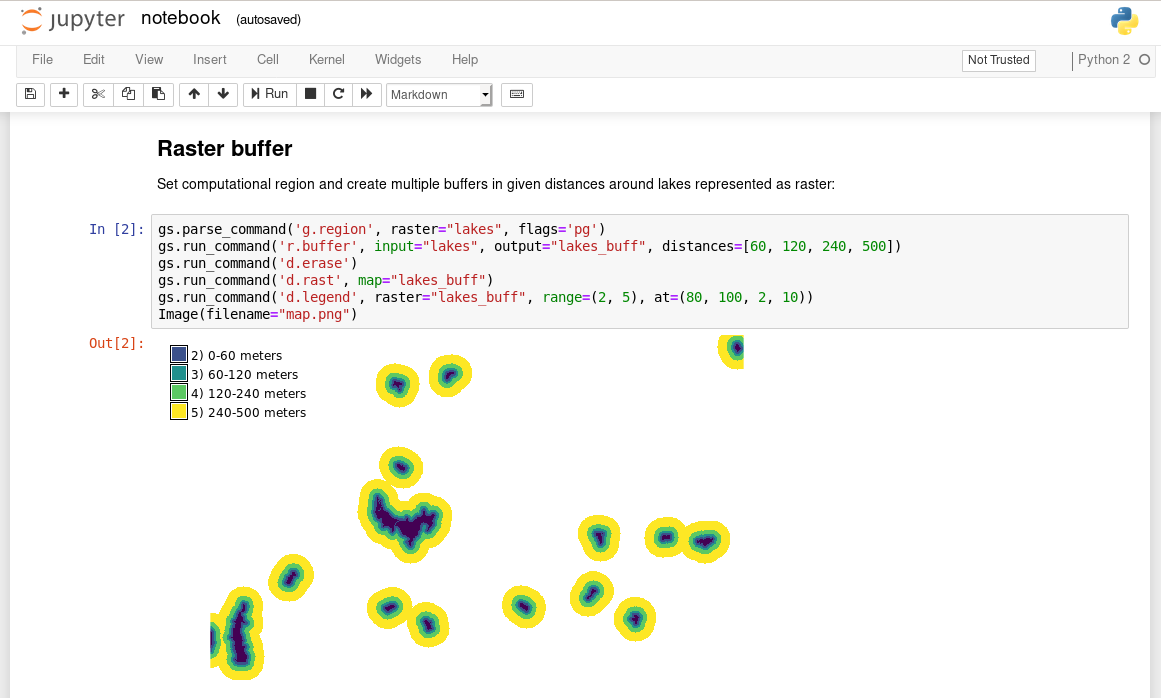 jupyter notebook (autosaved)
File Edit View Insert Cell Kernel Widgets Help Not Trusted Python 2
Run Markdown
Raster buffer
Set computational region and create multiple buffers in given distances around lakes represented as raster:
In [2]: gs.parse_command('g.region', raster="lakes", flags='pg')
gs.run_command('r.buffer', input="lakes", output="lakes_buff", distances=[60, 120, 240, 500])
gs.run_command('d.erase')
gs.run_command('d.rast', map="lakes_buff")
gs.run_command('d.legend', raster="lakes_buff", range=(2, 5), at=(80, 100, 2, 10))
Image(filename="map.png")
Out[2]:
2) 0-60 meters
3) 60-120 meters
4) 120-240 meters
5) 240-500 meters